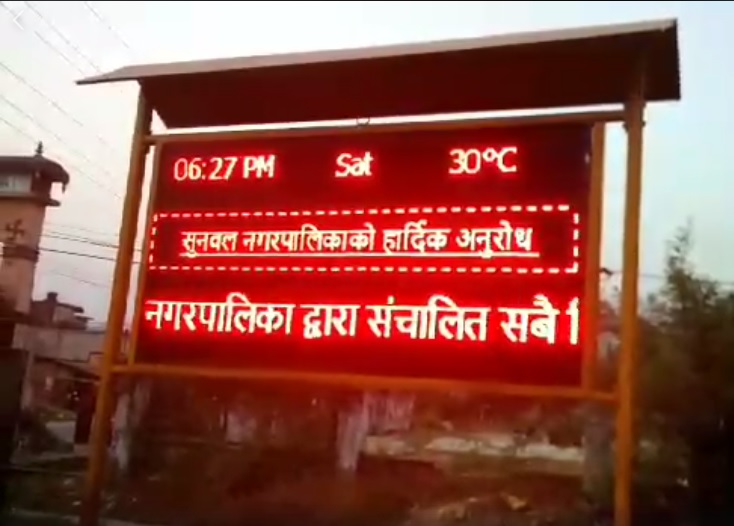 06:27 PM Sat 30°C
सुनवल नगरपालिकाको हार्दिक अनुरोध
नगरपालिका द्वारा संचालित सबै